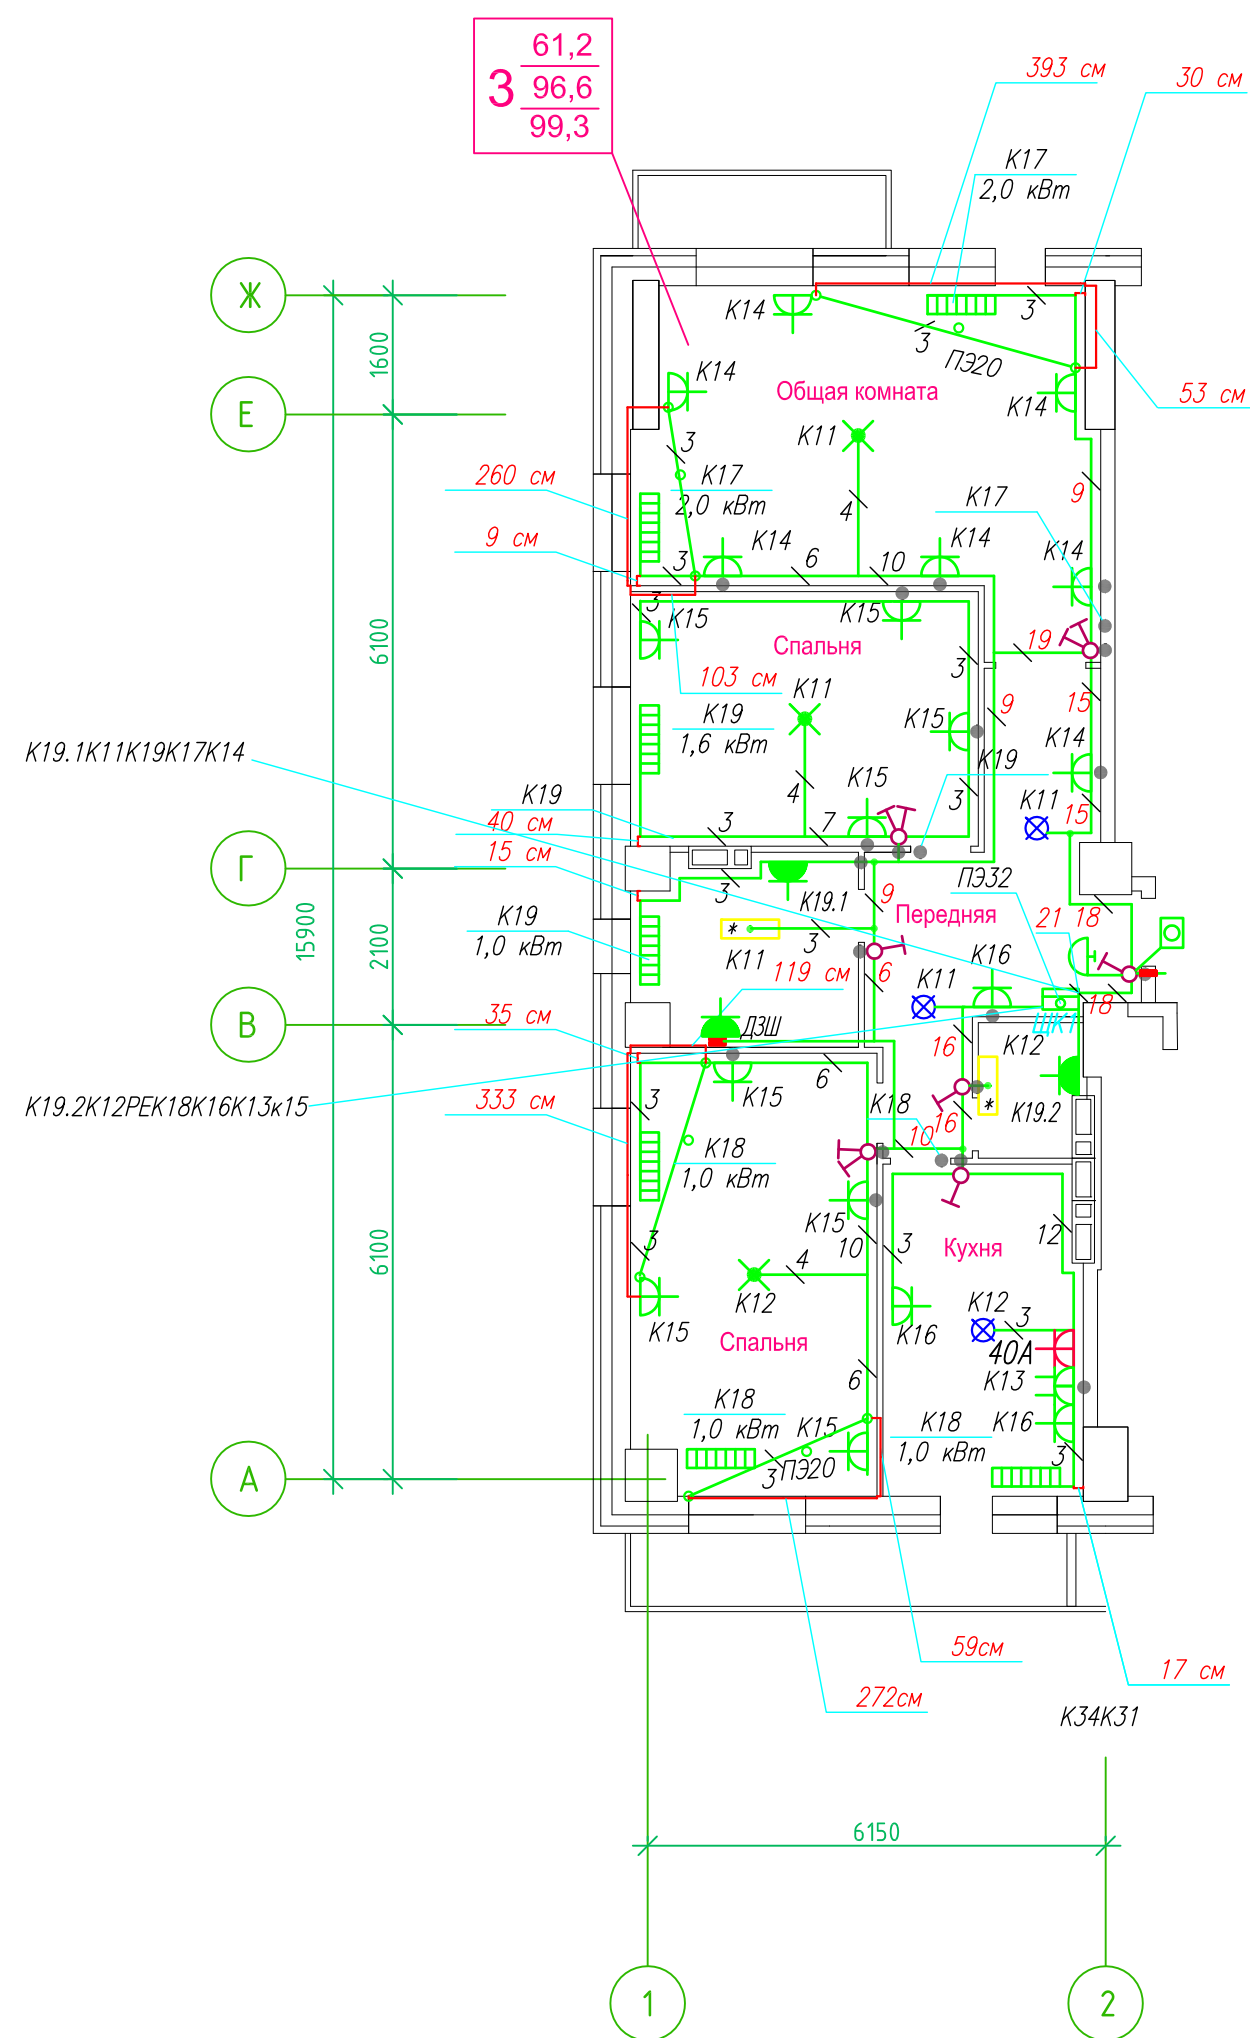 61,2
3 96,6
99,3
393 см
30 см
К17
2,0 кВт
Ж
К14
3
3
ПЭ20
1600
К14
Общая комната
К14
53 см
Е
К11
3
260 см
К17
2,0 кВт
4
9
К17
9 см
К14
К14
К14
3
6
10
3
К15
К15
Спальня
19
6100
103 см
К11
3
9
15
К19
1,6 кВт
К15
К14
К19.1К11К19К17К14
К19
К15
4
3
К11
К19
15
40 см
3
7
15 см
Г
3
К19.1
9
ПЭ32
Передняя
15900
2100
К19
1,0 кВт
*
3
К11
21
18
К16
119 см
6
К11
18
35 см
В
ДЗШ
ЩК1
16
К12
6
К19.2К12РЕК18К16К13к15
333 см
3
К15
К18
*
К19.2
16
10
К18
1,0 кВт
К15
10
3
3
12
Кухня
6100
4
К12
К12
3
К15
К16
Спальня
40А
6
К13
К18
1,0 кВт
К15
К18
1,0 кВт
К16
3
А
3
ПЭ20
59см
17 см
272см
К34К31
6150
1
2